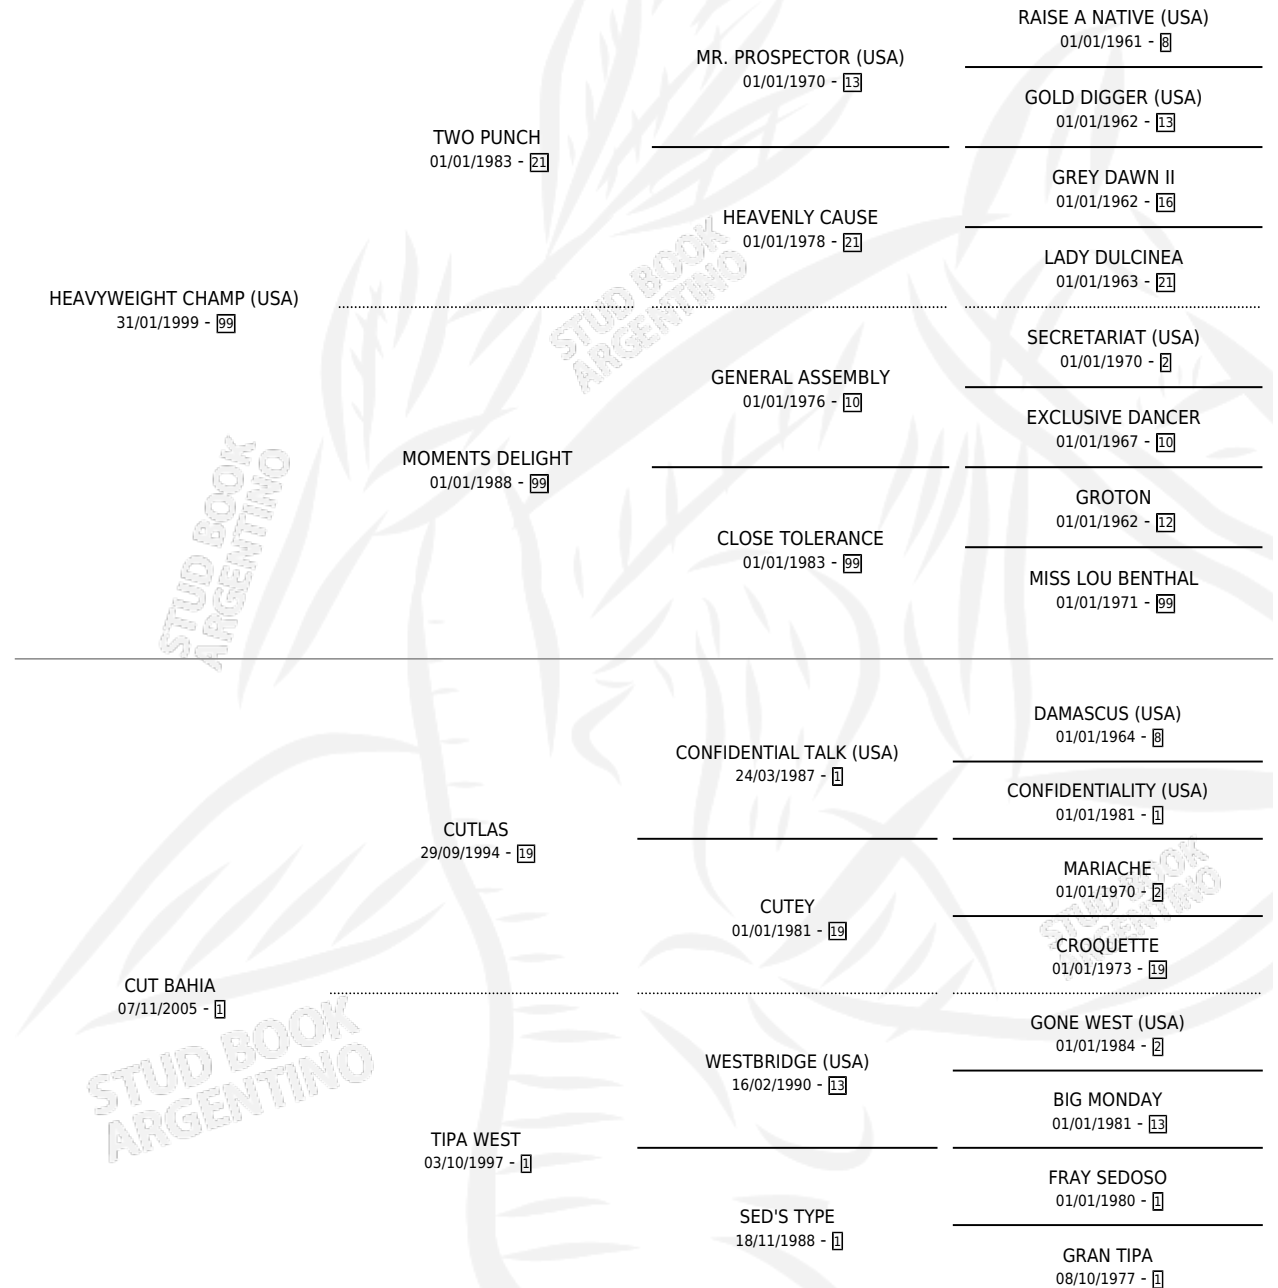 RAISE A NATIVE (USA)
01/01/1961 - 8
MR. PROSPECTOR (USA)
01/01/1970 - 13
GOLD DIGGER (USA)
01/01/1962 - 13
TWO PUNCH
01/01/1983 - 21
GREY DAWN II
01/01/1962 - 16
HEAVENLY CAUSE
01/01/1978 - 21
LADY DULCINEA
01/01/1963 - 21
HEAVYWEIGHT CHAMP (USA)
31/01/1999 - 99
SECRETARIAT (USA)
01/01/1970 - 2
GENERAL ASSEMBLY
01/01/1976 - 10
EXCLUSIVE DANCER
01/01/1967 - 10
MOMENTS DELIGHT
01/01/1988 - 99
GROTON
01/01/1962 - 12
CLOSE TOLERANCE
01/01/1983 - 99
MISS LOU BENTHAL
01/01/1971 - 99
STUD BOOK
ARGENTINO
STUD BOOK
ARGENTINO
DAMASCUS (USA)
01/01/1964 - 8
CONFIDENTIAL TALK (USA)
24/03/1987 - 1
CONFIDENTIALITY (USA)
01/01/1981 - 1
CUTLAS
29/09/1994 - 19
MARIACHE
01/01/1970 - 2
CUTEY
01/01/1981 - 19
CROQUETTE
01/01/1973 - 19
STUD BOOK
ARGENTINO
CUT BAHIA
07/11/2005 - 1
GONE WEST (USA)
01/01/1984 - 2
WESTBRIDGE (USA)
16/02/1990 - 13
BIG MONDAY
01/01/1981 - 13
STUD BOOK
ARGENTINO
TIPA WEST
03/10/1997 - 1
FRAY SEDOSO
01/01/1980 - 1
SED'S TYPE
18/11/1988 - 1
GRAN TIPA
08/10/1977 - 1